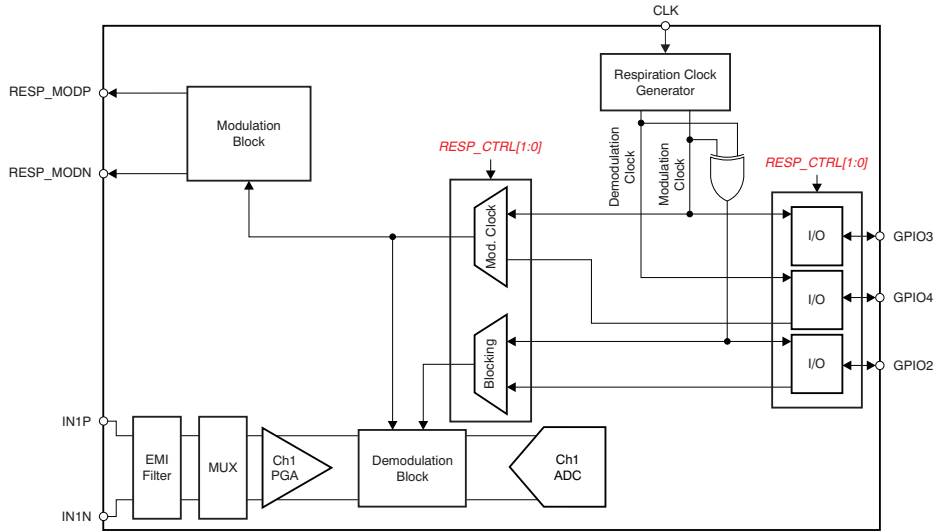 CLK
Respiration Clock
Generator
RESP_MODP
Modulation
Block
RESP_MODN
RESP_CTRL[1:0]
Demodulation
Clock
Modulation
Clock
RESP_CTRL[1:0]
Mod. Clock
I/O
GPIO3
I/O
GPIO4
Blocking
I/O
GPIO2
IN1P
EMI
Filter
MUX
Ch1
PGA
Demodulation
Block
Ch1
ADC
IN1N